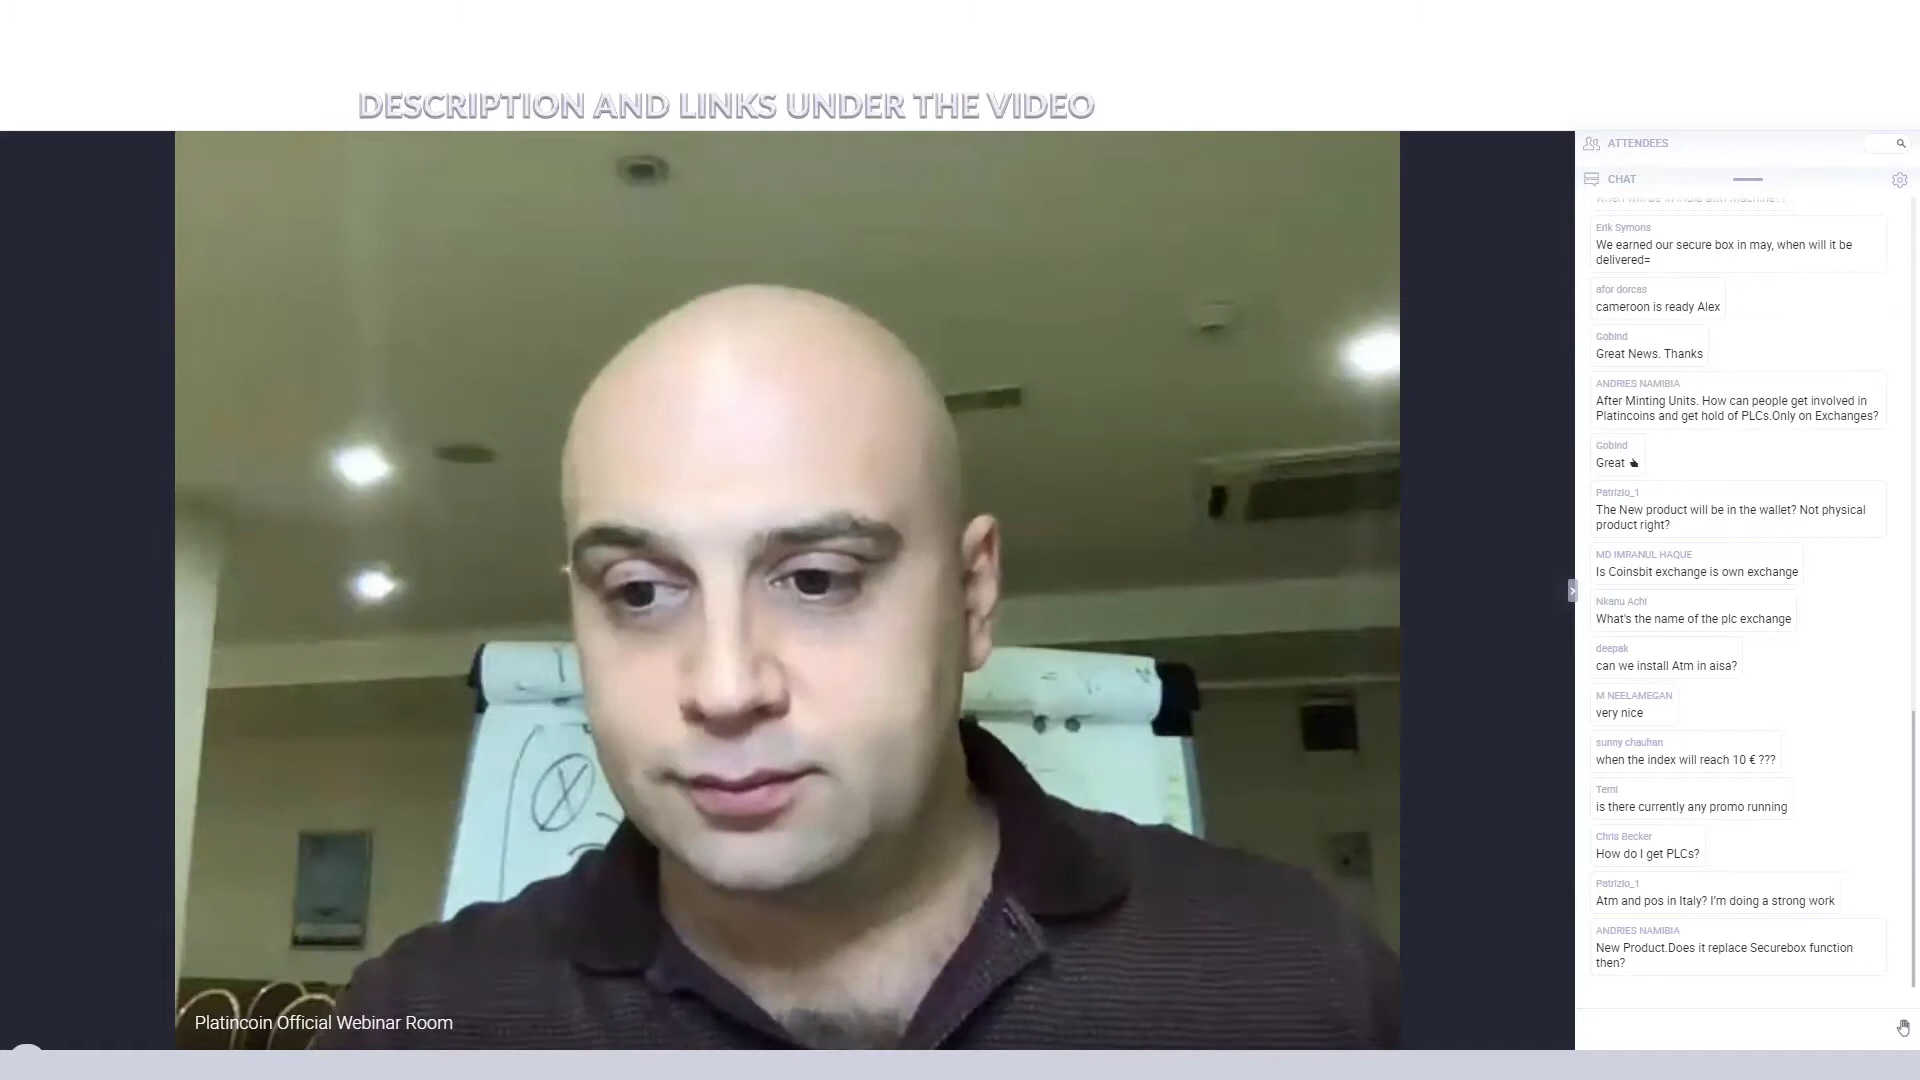 DESCRIPTION AND LINKS UNDER THE VIDEO
ATTENDEES
CHAT
When will be in india atm machine??
Erik Symons
We earned our secure box in may, when will it be
delivered=
afor dorcas
cameroon is ready Alex
Gobind
Great News. Thanks
ANDRIES NAMIBIA
After Minting Units. How can people get involved in
Platincoins and get hold of PLCs.Only on Exchanges?
Gobind
Great
Patrizio_1
The New product will be in the wallet? Not physical
product right?
MD IMRANUL HAQUE
Is Coinsbit exchange is own exchange
Nkanu Achi
What's the name of the plc exchange
deepak
can we install Atm in aisa?
M NEELAMEGAN
very nice
sunny chauhan
when the index will reach 10 € ???
Temi
is there currently any promo running
Chris Becker
How do I get PLCs?
Patrizio_1
Atm and pos in Italy? I'm doing a strong work
ANDRIES NAMIBIA
New Product.Does it replace Securebox function
then?
Platincoin Official Webinar Room